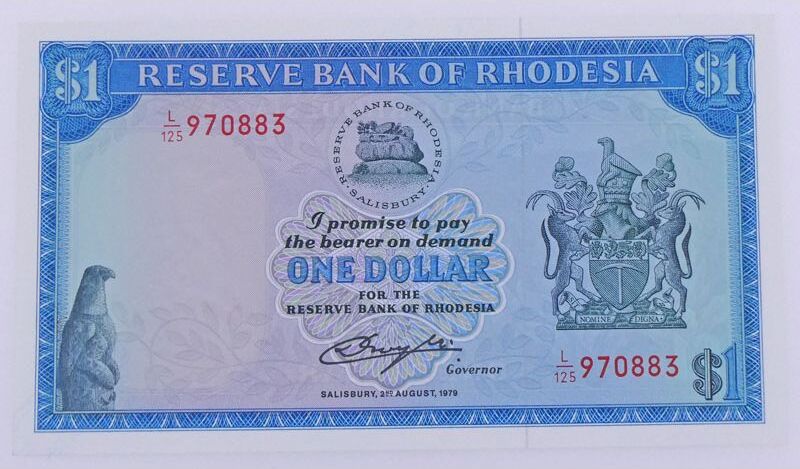 $1 RESERVE BANK OF RHODESIA $1
L/125 970883
RESERVE BANK OF RHODESIA
· SALISBURY ·
I promise to pay
the bearer on demand
ONE DOLLAR
FOR THE
RESERVE BANK OF RHODESIA
NOMINE DIGNA
Governor
L/125 970883
$1
SALISBURY, 2ND AUGUST, 1979